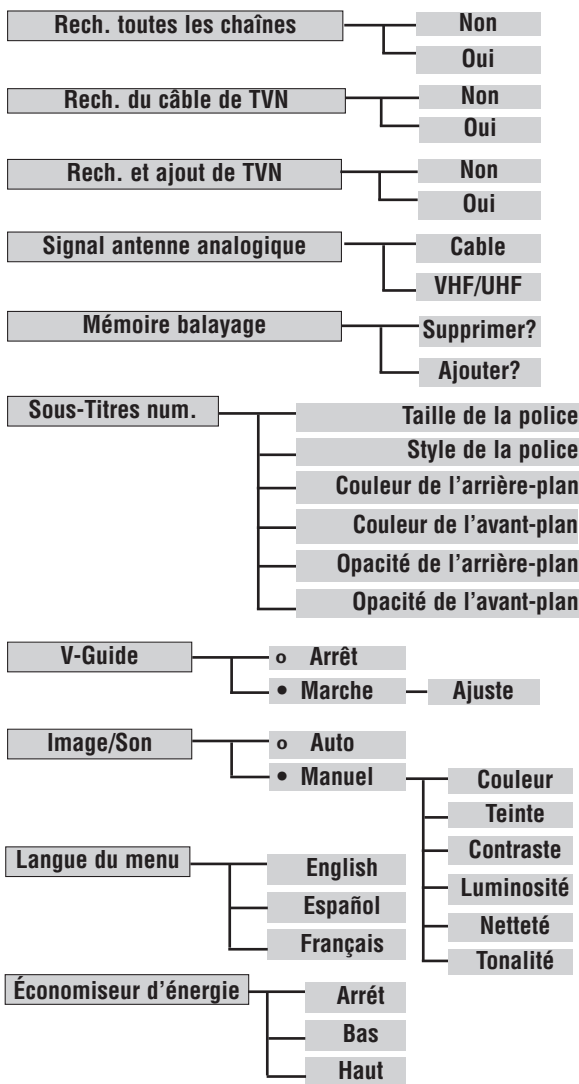 Rech. toutes les chaînes
Non
Oui
Rech. du câble de TVN
Non
Oui
Rech. et ajout de TVN
Non
Oui
Signal antenne analogique
Cable
VHF/UHF
Mémoire balayage
Supprimer?
Ajouter?
Sous-Titres num.
Taille de la police
Style de la police
Couleur de l'arrière-plan
Couleur de l'avant-plan
Opacité de l'arrière-plan
Opacité de l'avant-plan
V-Guide
o Arrêt
• Marche
Ajuste
Image/Son
o Auto
• Manuel
Couleur
Teinte
Contraste
Luminosité
Netteté
Tonalité
Langue du menu
English
Español
Français
Économiseur d'énergie
Arrét
Bas
Haut